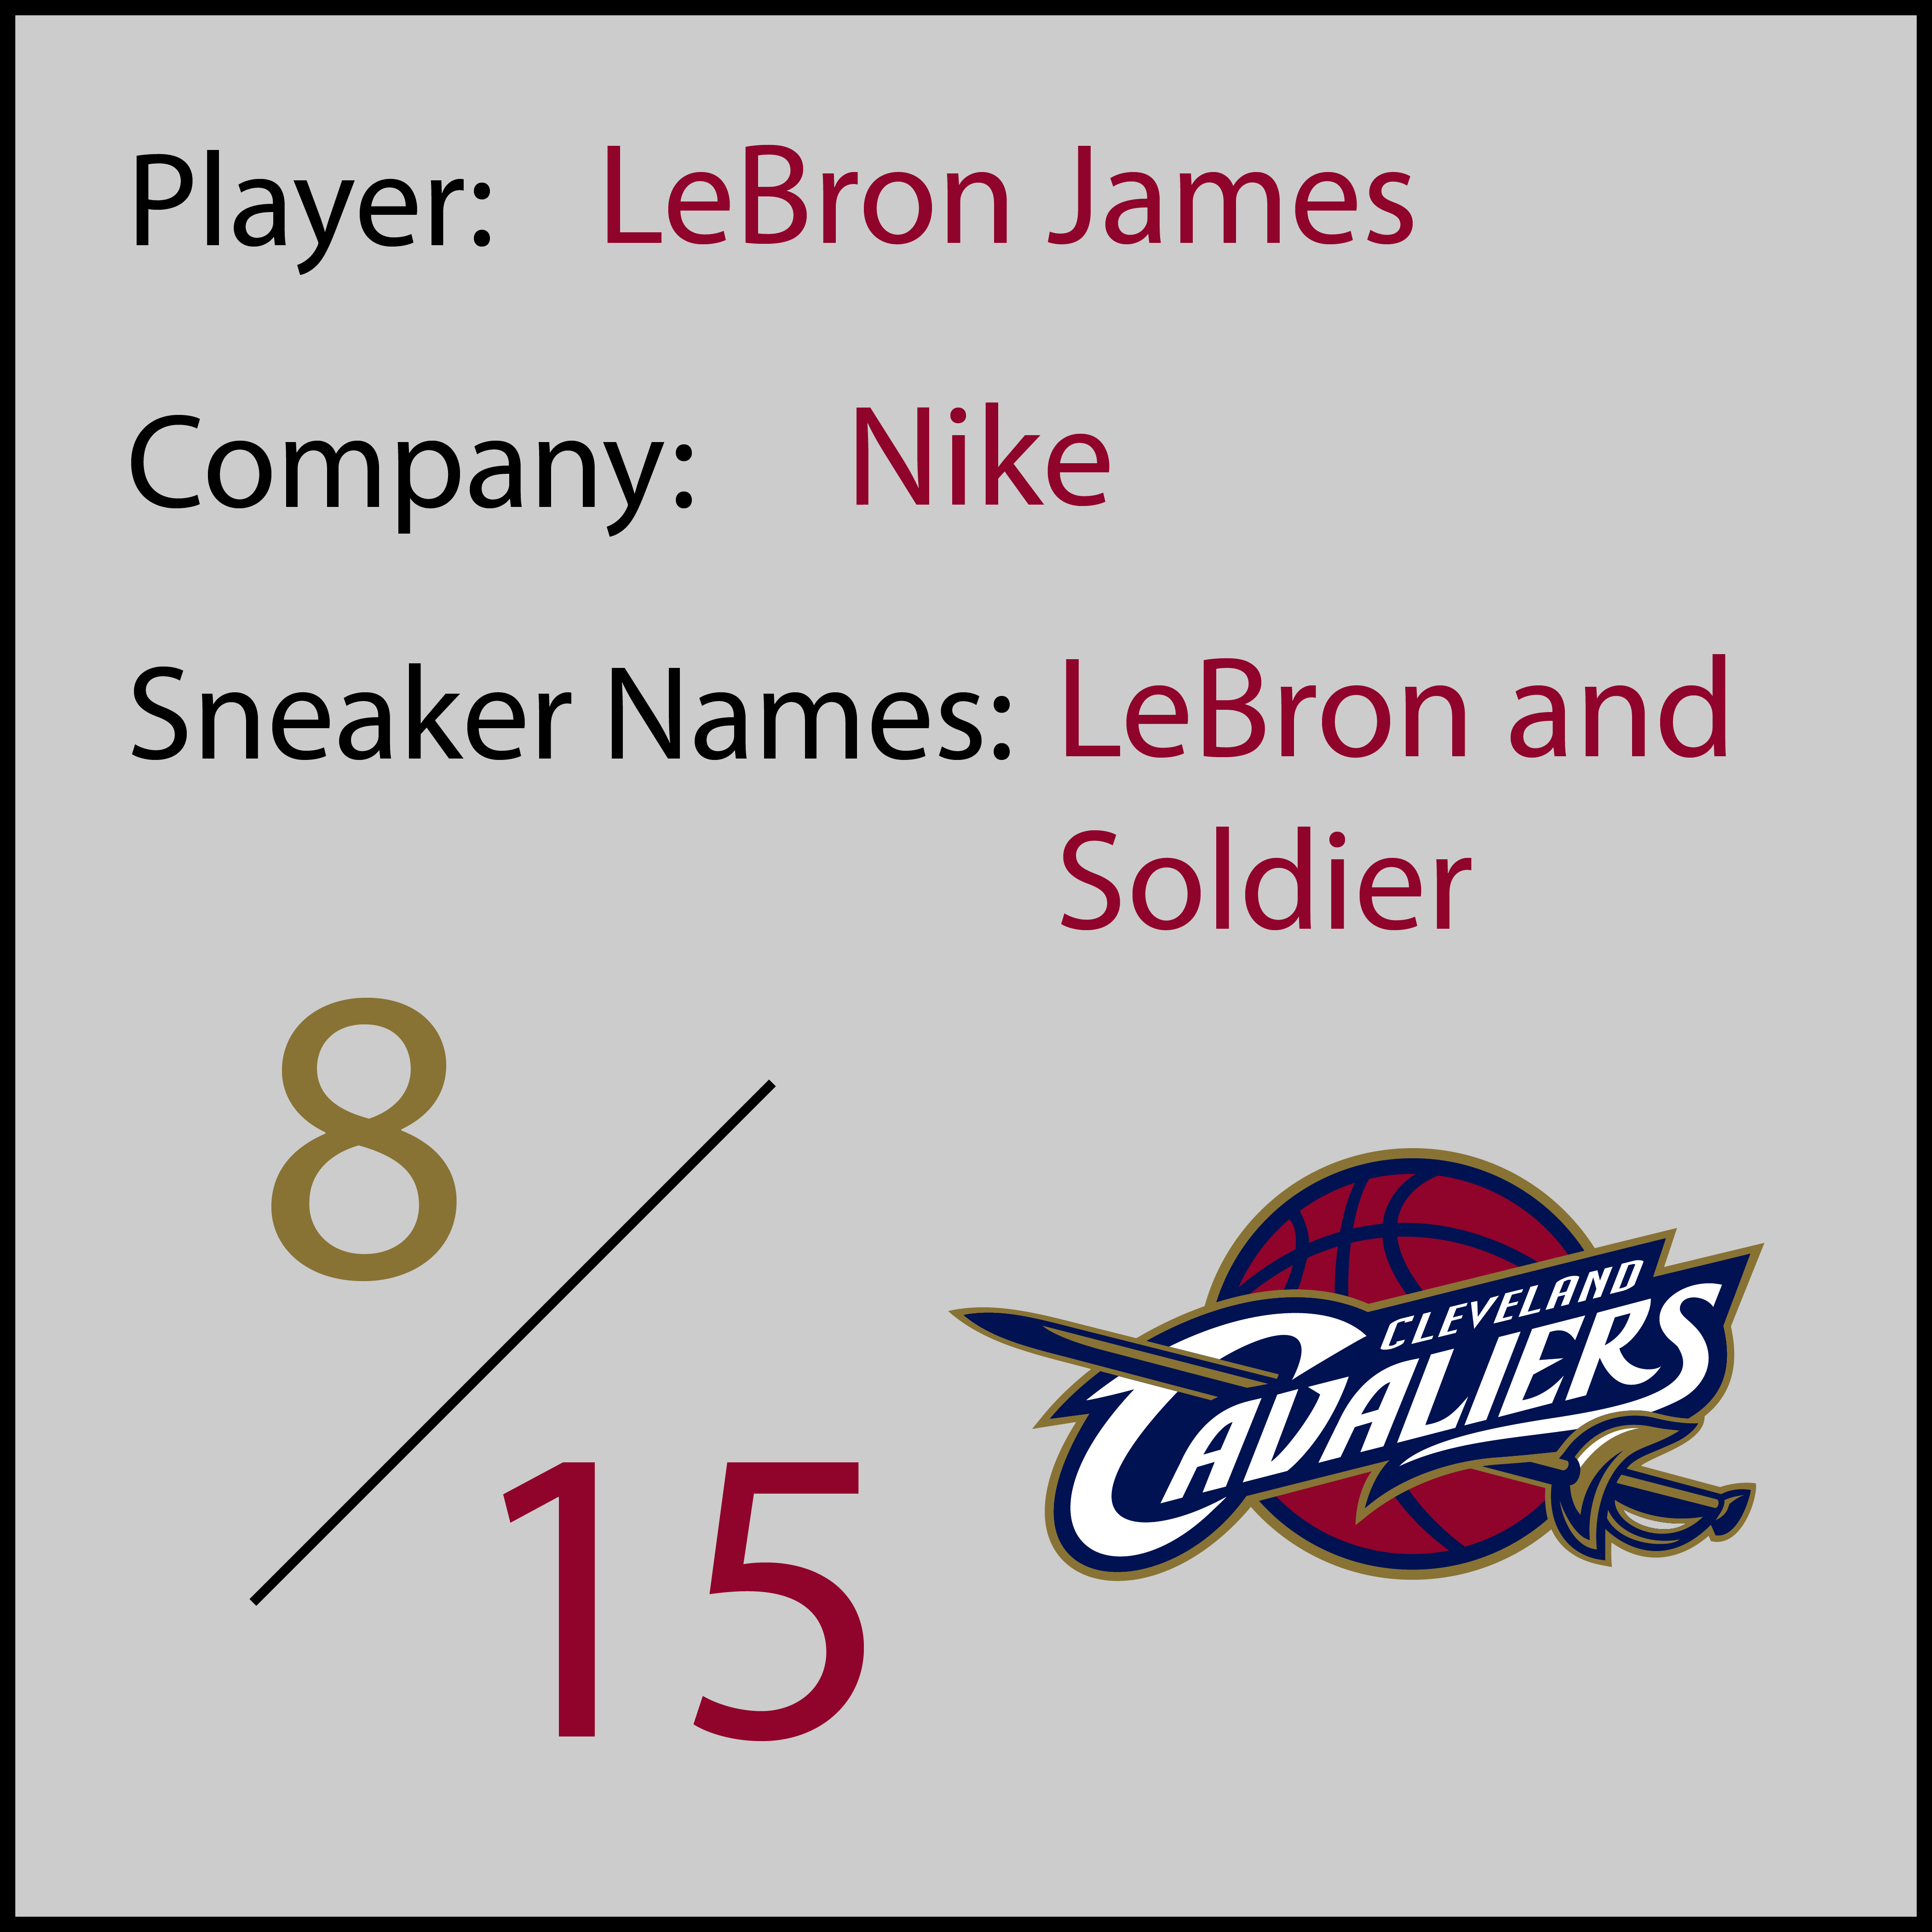 Player: LeBron James
Company: Nike
Sneaker Names: LeBron and
Soldier
8
15
CLEVELAND
CAVALIERS